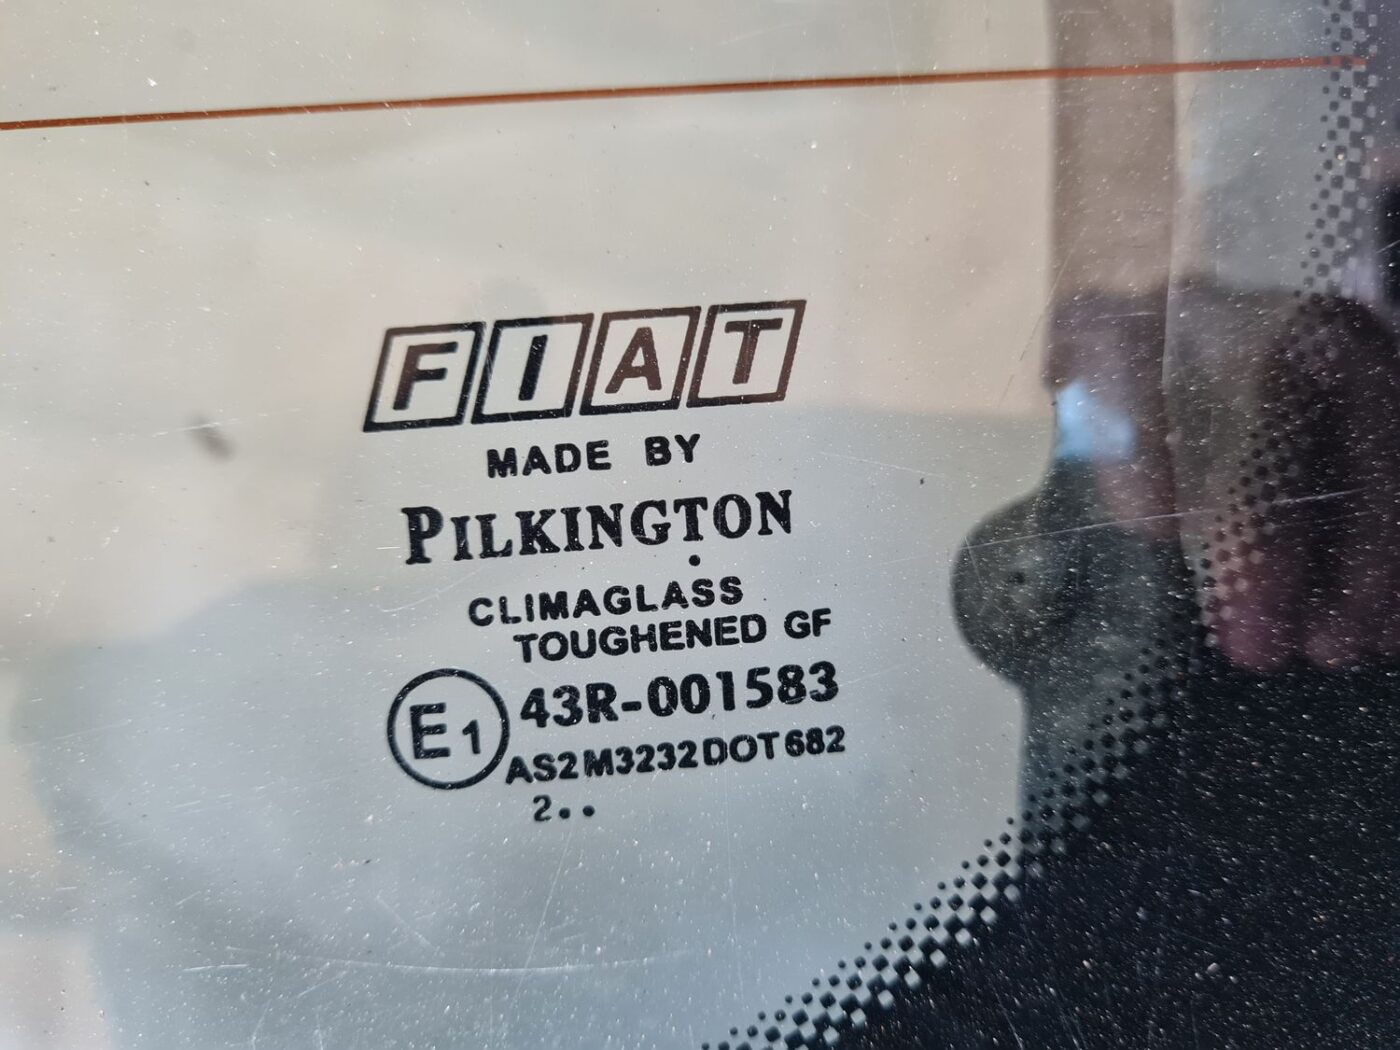 FIAT
MADE BY
PILKINGTON
CLIMAGLASS
TOUGHENED GF
E1 43R-001583
AS2 M3232 DOT 682
2..